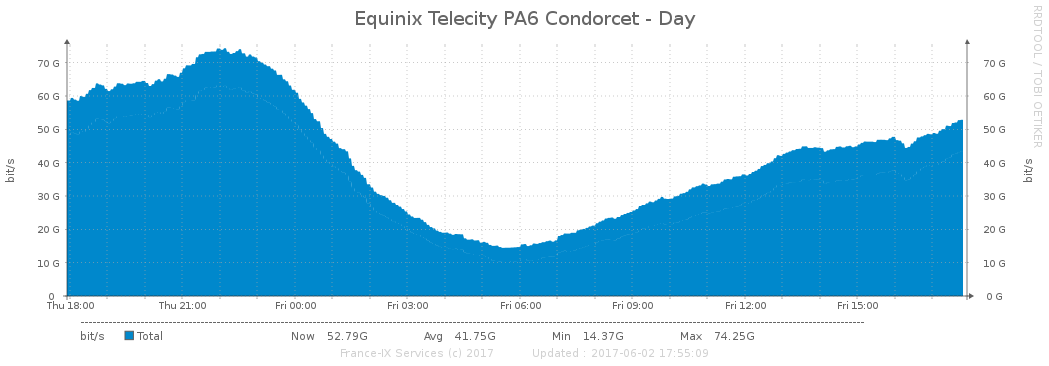 Equinix Telecity PA6 Condorcet - Day
RRDTOOL / TOBI OETIKER
bit/s
70 G
60 G
50 G
40 G
30 G
20 G
10 G
0
70 G
60 G
50 G
40 G
30 G
20 G
10 G
0 G
bit/s
Thu 18:00 Thu 21:00 Fri 00:00 Fri 03:00 Fri 06:00 Fri 09:00 Fri 12:00 Fri 15:00
bit/s Total Now 52.79G Avg 41.75G Min 14.37G Max 74.25G
France-IX Services (c) 2017 Updated : 2017-06-02 17:55:09